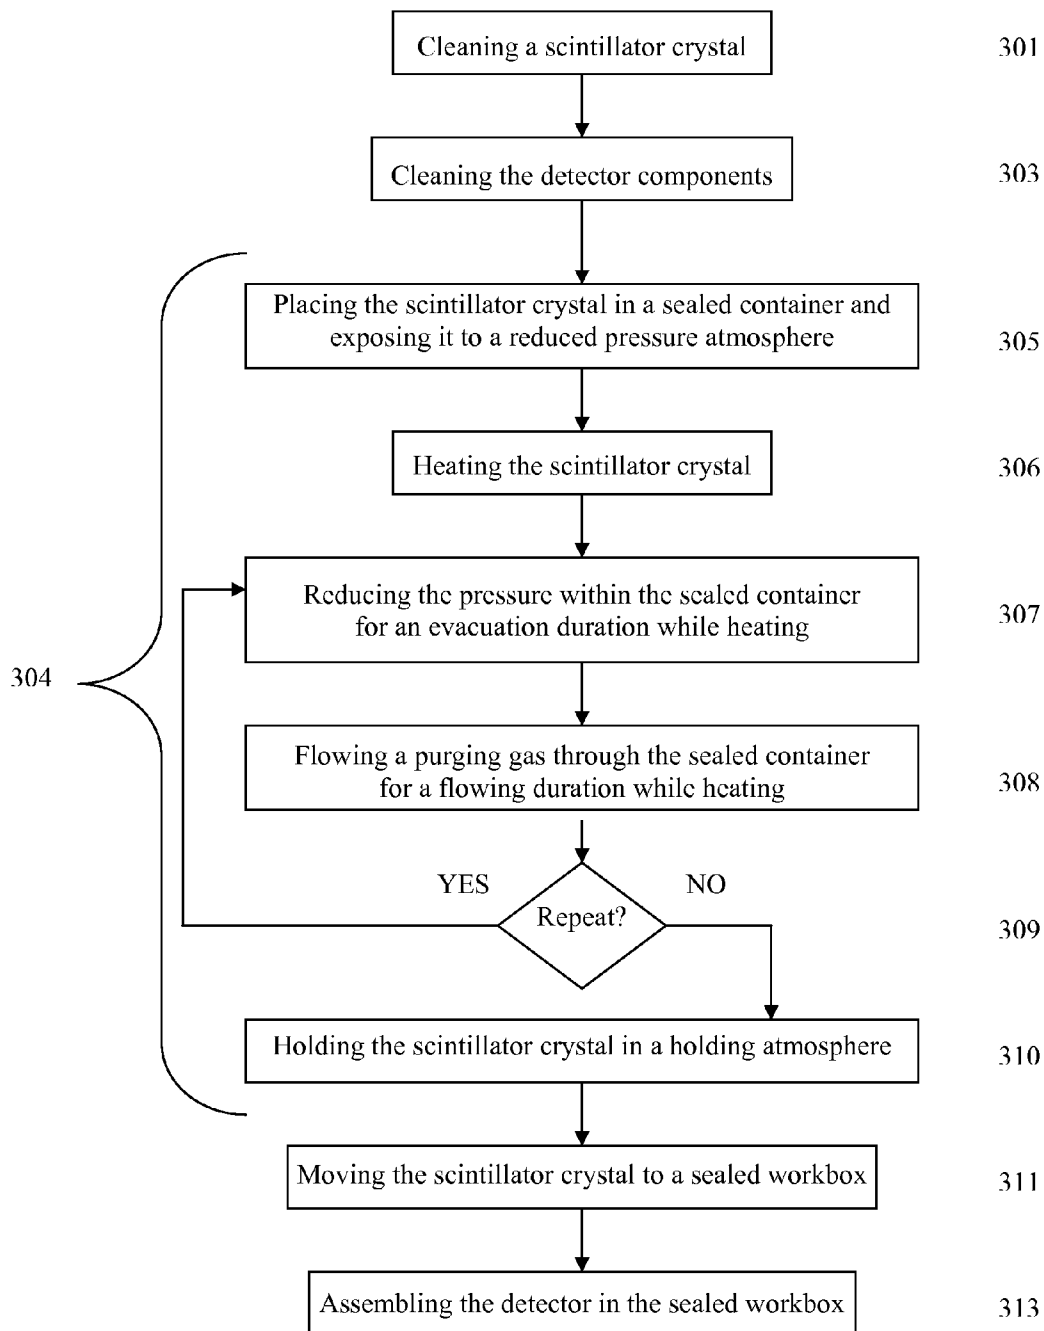 Cleaning a scintillator crystal
301
Cleaning the detector components
303
Placing the scintillator crystal in a sealed container and
exposing it to a reduced pressure atmosphere
305
Heating the scintillator crystal
306
Reducing the pressure within the sealed container
for an evacuation duration while heating
307
304
Flowing a purging gas through the sealed container
for a flowing duration while heating
308
YES
NO
Repeat?
309
Holding the scintillator crystal in a holding atmosphere
310
Moving the scintillator crystal to a sealed workbox
311
Assembling the detector in the sealed workbox
313